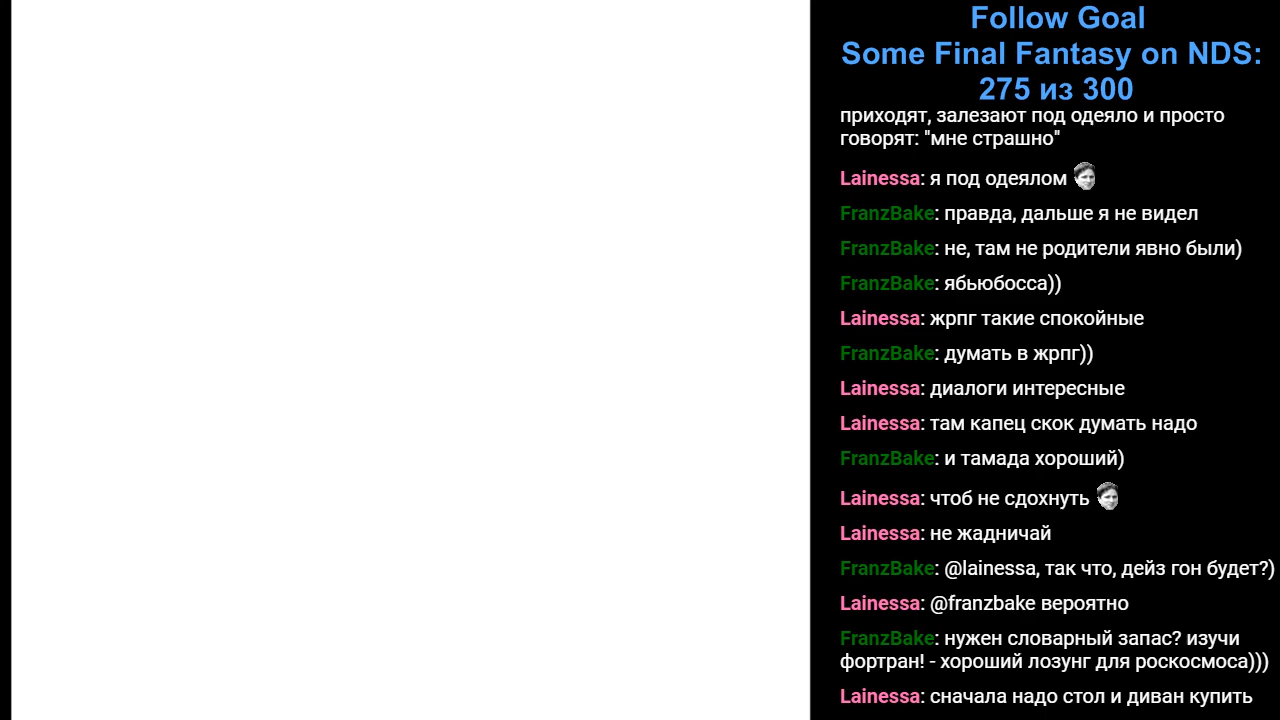 Follow Goal
Some Final Fantasy on NDS:
275 из 300
приходят, залезают под одеяло и просто
говорят: "мне страшно"
Lainessa: я под одеялом
FranzBake: правда, дальше я не видел
FranzBake: не, там не родители явно были)
FranzBake: ябьюбосса))
Lainessa: жрпг такие спокойные
FranzBake: думать в жрпг))
Lainessa: диалоги интересные
Lainessa: там капец скок думать надо
FranzBake: и тамада хороший)
Lainessa: чтоб не сдохнуть
Lainessa: не жадничай
FranzBake: @lainessa, так что, дейз гон будет?)
Lainessa: @franzbake вероятно
FranzBake: нужен словарный запас? изучи
фортран! - хороший лозунг для роскосмоса)))
Lainessa: сначала надо стол и диван купить